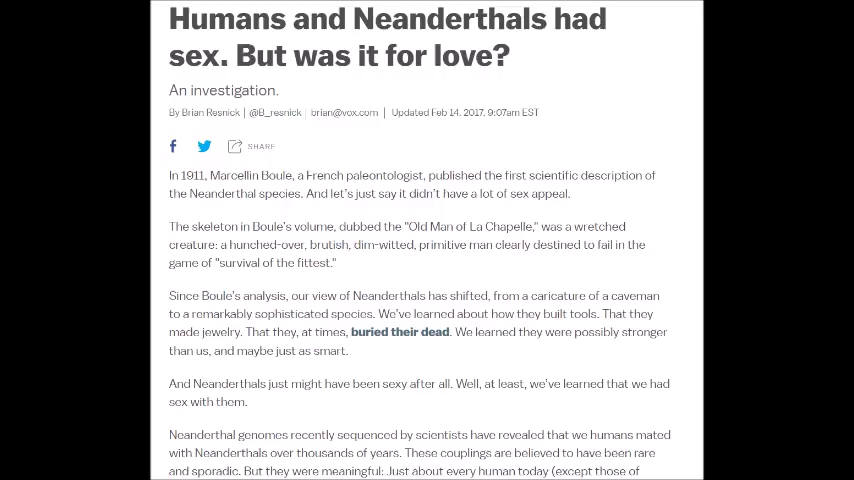 Humans and Neanderthals had
sex. But was it for love?
An investigation.
By Brian Resnick | @B_resnick | brian@vox.com | Updated Feb 14, 2017, 9:07am EST
SHARE
In 1911, Marcellin Boule, a French paleontologist, published the first scientific description of
the Neanderthal species. And let's just say it didn't have a lot of sex appeal.
The skeleton in Boule's volume, dubbed the "Old Man of La Chapelle," was a wretched
creature: a hunched-over, brutish, dim-witted, primitive man clearly destined to fail in the
game of "survival of the fittest."
Since Boule's analysis, our view of Neanderthals has shifted, from a caricature of a caveman
to a remarkably sophisticated species. We've learned about how they built tools. That they
made jewelry. That they, at times, buried their dead. We learned they were possibly stronger
than us, and maybe just as smart.
And Neanderthals just might have been sexy after all. Well, at least, we've learned that we had
sex with them.
Neanderthal genomes recently sequenced by scientists have revealed that we humans mated
with Neanderthals over thousands of years. These couplings are believed to have been rare
and sporadic. But they were meaningful: Just about every human today (except those of